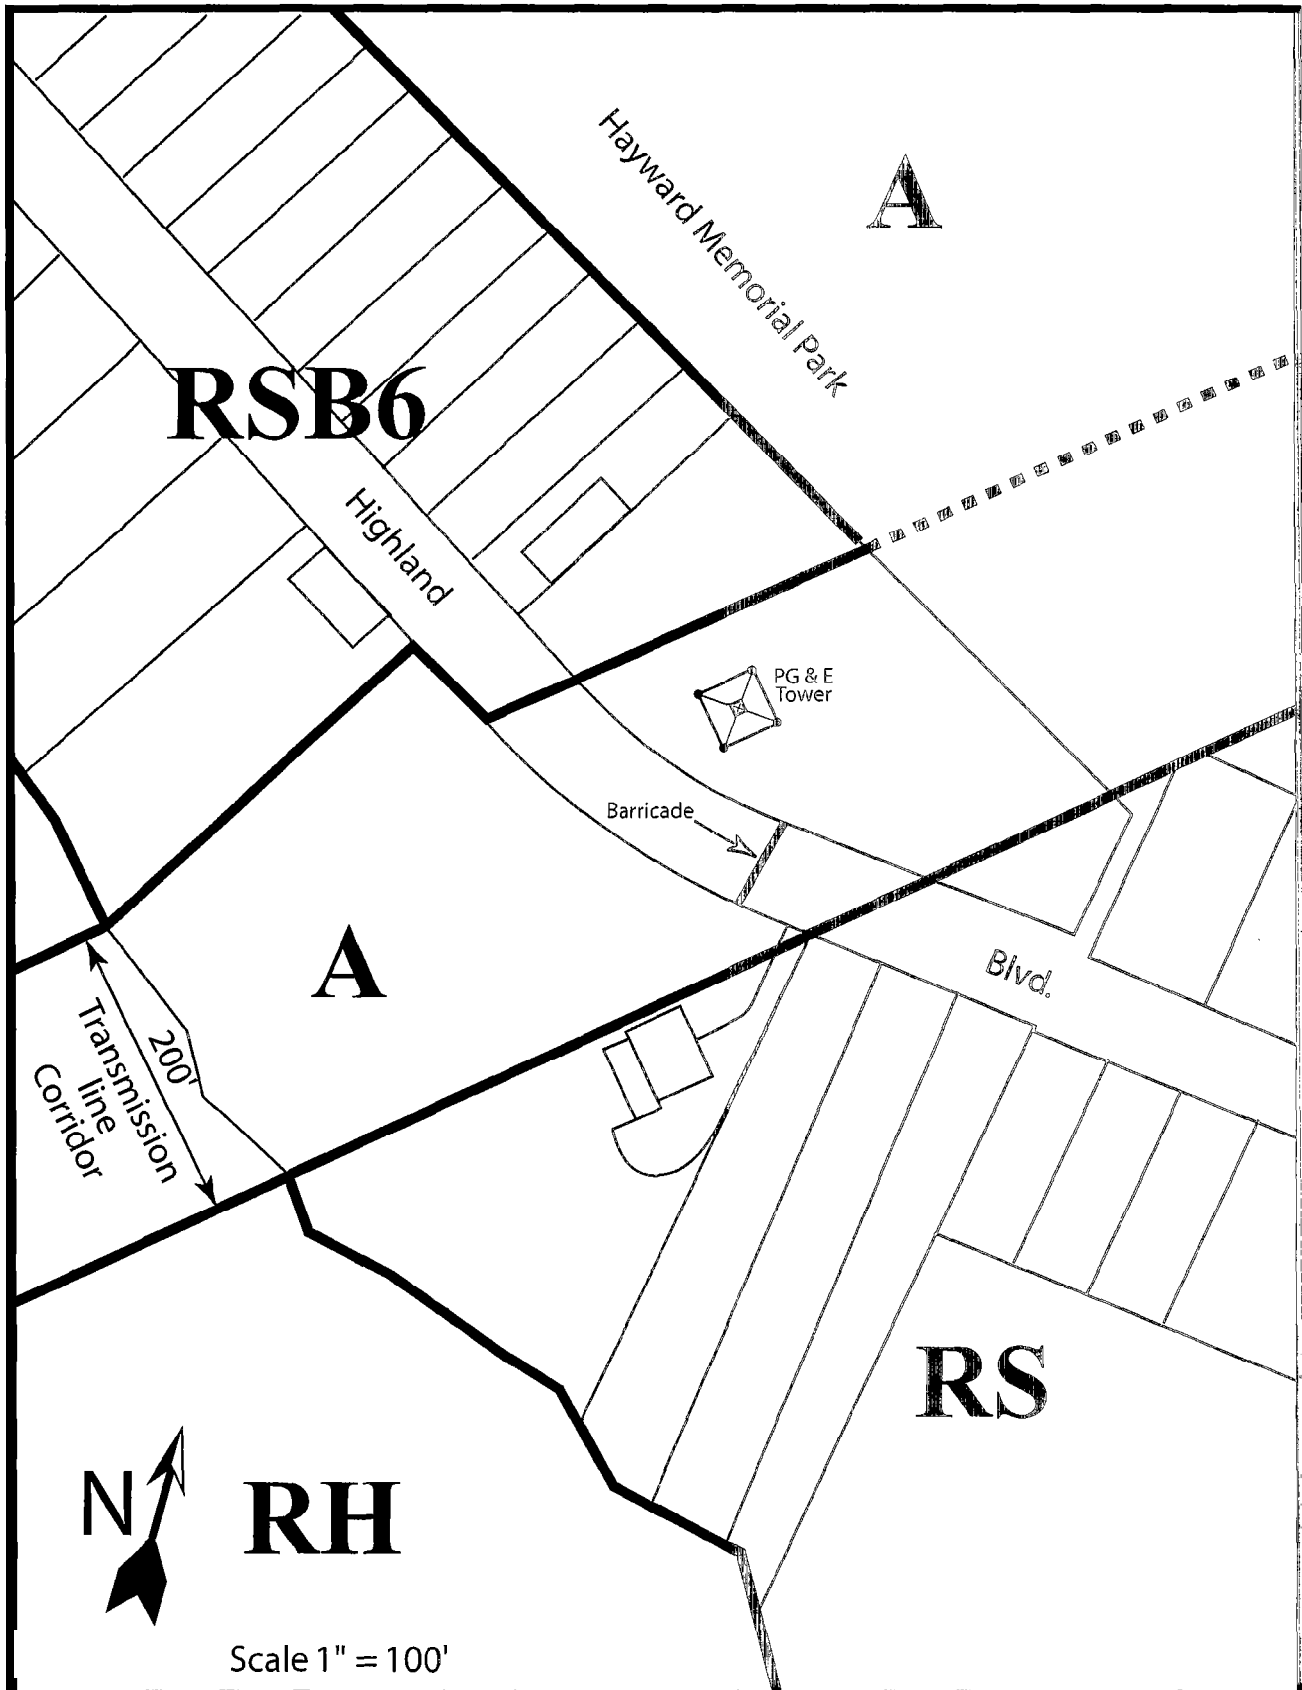 Hayward Memorial Park
A
RSB6
Highland
PG & E
Tower
Barricade
A
Blvd.
200'
Transmission
line
Corridor
RS
N
RH
Scale 1" = 100'